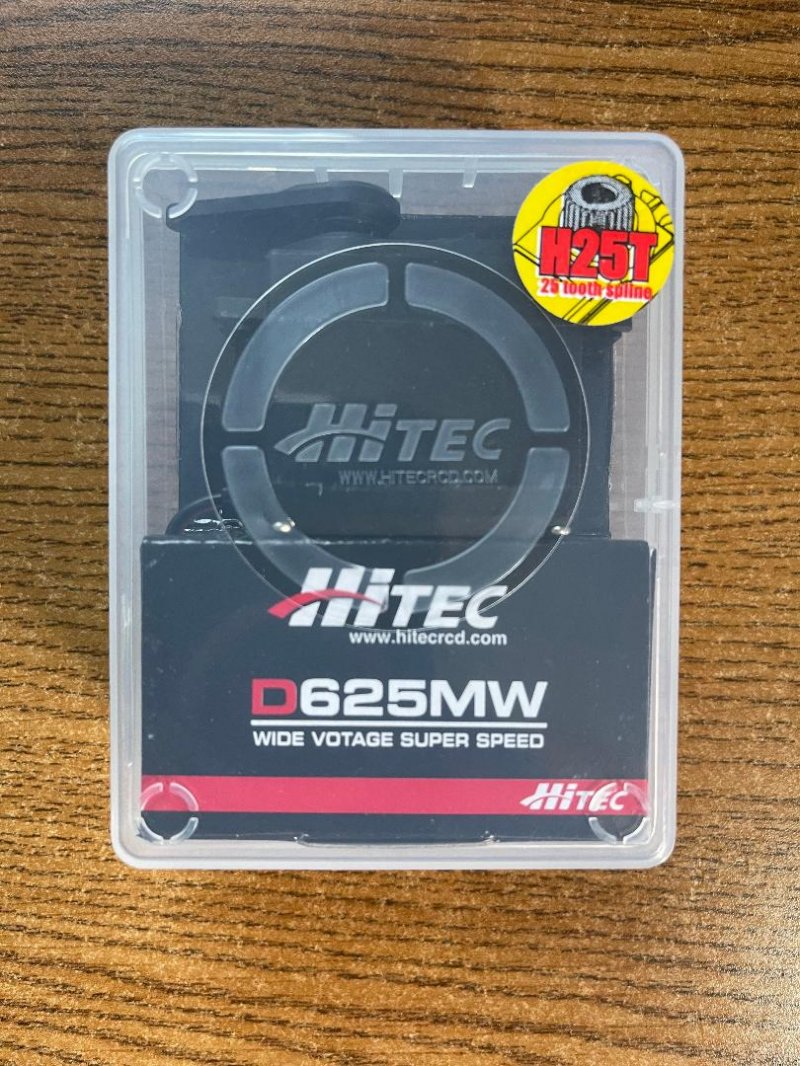 H25T
25 tooth spline
HiTEC
WWW.HITECRCD.COM
HiTEC
www.hitecrcd.com
D625MW
WIDE VOTAGE SUPER SPEED
HiTEC